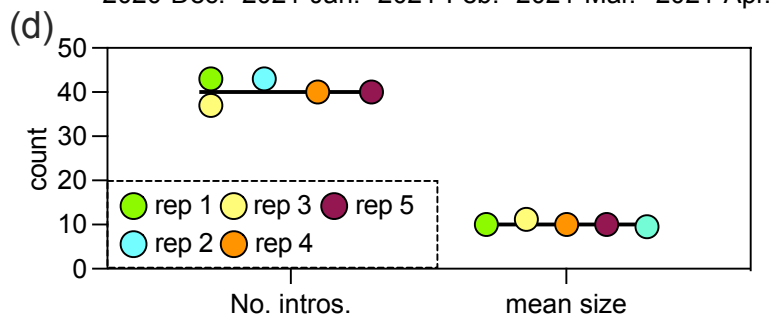 2020 Dec. 2021 Jan. 2021 Feb. 2021 Mar. 2021 Apr.
(d)
50
40
30
20
10
0
count
rep 1 rep 3 rep 5
rep 2 rep 4
No. intros. mean size